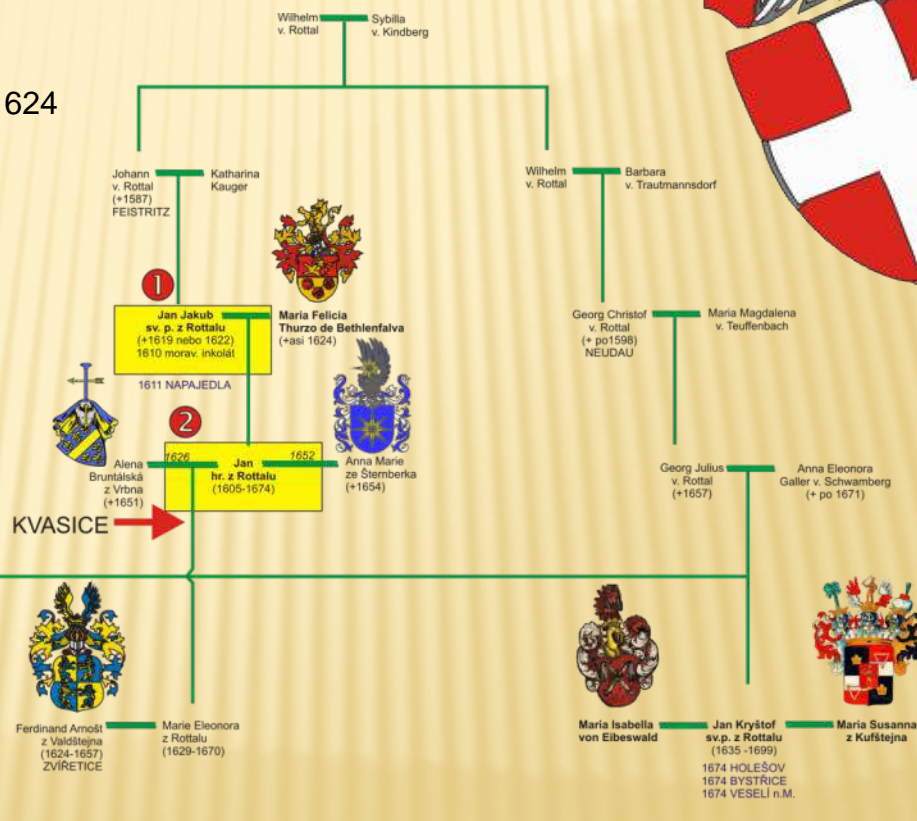 Wilhelm
v. Rottal
Sybilla
v. Kindberg
624
Johann
v. Rottal
(+1587)
FEISTRITZ
Katharina
Kauger
Wilhelm
v. Rottal
Barbara
v. Trautmannsdorf
1
Jan Jakub
sv. p. z Rottalu
(+1619 nebo 1622)
1610 morav. inkolát
1611 NAPAJEDLA
Maria Felicia
Thurzo de Bethlenfalva
(+asi 1624)
Georg Christof
v. Rottal
(+ po1598)
NEUDAU
Maria Magdalena
v. Teuffenbach
2
Alena
Bruntálská
z Vrbna
(+1651)
1626
Jan
hr. z Rottalu
(1605-1674)
1652
Anna Marie
ze Šternberka
(+1654)
Georg Julius
v. Rottal
(+1657)
Anna Eleonora
Galler v. Schwamberg
(+ po 1671)
KVASICE
Ferdinand Arnošt
z Valdštejna
(1624-1657)
ZVÍŘETICE
Marie Eleonora
z Rottalu
(1629-1670)
Maria Isabella
von Eibeswald
Jan Kryštof
sv.p. z Rottalu
(1635 -1699)
1674 HOLEŠOV
1674 BYSTŘICE
1674 VESELÍ n.M.
Maria Susanna
z Kufštejna